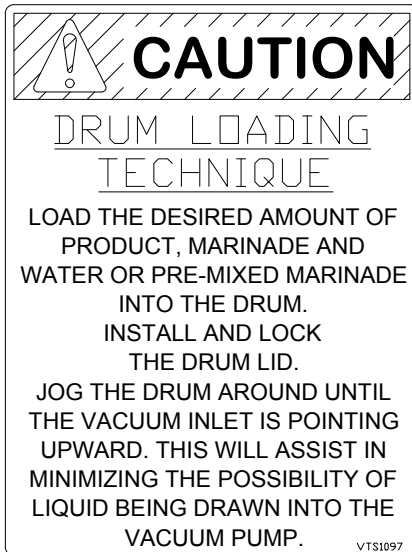 CAUTION
DRUM LOADING
TECHNIQUE
LOAD THE DESIRED AMOUNT OF
PRODUCT, MARINADE AND
WATER OR PRE-MIXED MARINADE
INTO THE DRUM.
INSTALL AND LOCK
THE DRUM LID.
JOG THE DRUM AROUND UNTIL
THE VACUUM INLET IS POINTING
UPWARD. THIS WILL ASSIST IN
MINIMIZING THE POSSIBILITY OF
LIQUID BEING DRAWN INTO THE
VACUUM PUMP.
VTS1097